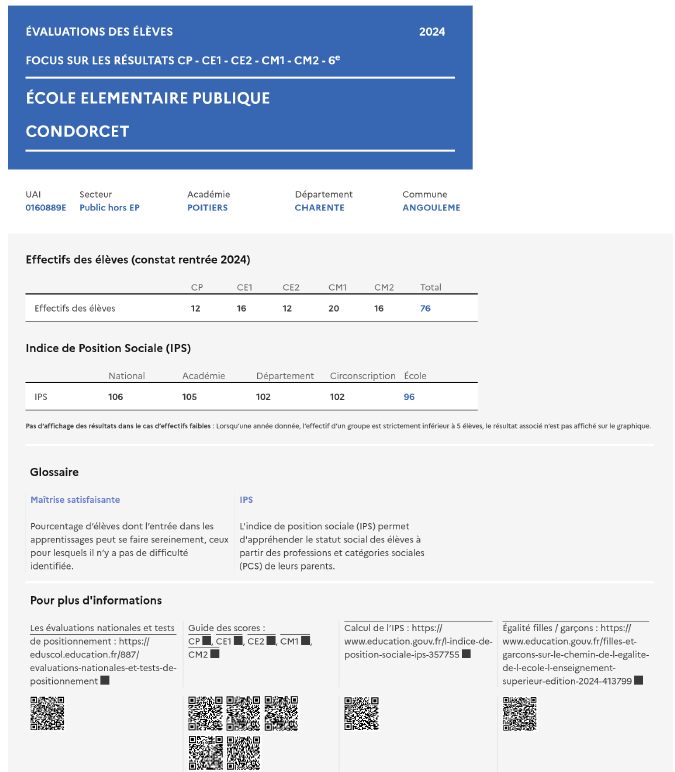 ÉVALUATIONS DES ÉLÈVES 2024
FOCUS SUR LES RÉSULTATS CP - CE1 - CE2 - CM1 - CM2 - 6e
ÉCOLE ELEMENTAIRE PUBLIQUE
CONDORCET
UAI Secteur Académie Département Commune
0160889E Public hors EP POITIERS CHARENTE ANGOULEME
Effectifs des élèves (constat rentrée 2024)
CP CE1 CE2 CM1 CM2 Total
Effectifs des élèves 12 16 12 20 16 76
Indice de Position Sociale (IPS)
National Académie Département Circonscription École
IPS 106 105 102 102 96
Pas d'affichage des résultats dans le cas d'effectifs faibles : Lorsqu'une année donnée, l'effectif d'un groupe est strictement inférieur à 5 élèves, le résultat associé n'est pas affiché sur le graphique.
Glossaire
Maîtrise satisfaisante
Pourcentage d'élèves dont l'entrée dans les
apprentissages peut se faire sereinement, ceux
pour lesquels il n'y a pas de difficulté
identifiée.
IPS
L'indice de position sociale (IPS) permet
d'appréhender le statut social des élèves à
partir des professions et catégories sociales
(PCS) de leurs parents.
Pour plus d'informations
Les évaluations nationales et tests
de positionnement : https://
eduscol.education.fr/887/
evaluations-nationales-et-tests-de-
positionnement
Guide des scores :
CP, CE1, CE2, CM1,
CM2
Calcul de l'IPS : https://
www.education.gouv.fr/l-indice-de-
position-sociale-ips-357755
Égalité filles / garçons : https://
www.education.gouv.fr/filles-et-
garcons-sur-le-chemin-de-l-egalite-
de-l-ecole-l-enseignement-
superieur-edition-2024-413799